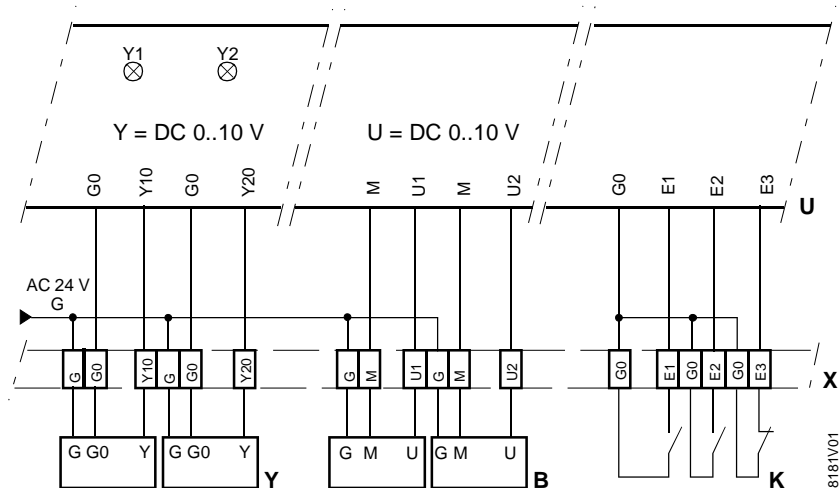 Y1 Y2
Y = DC 0..10 V U = DC 0..10 V
G0 Y10 G0 Y20 M U1 M U2 G0 E1 E2 E3
U
AC 24 V
G
G G0 Y10 G G0 Y20 G M U1 G M U2 G0 E1 G0 E2 G0 E3
X
G G0 Y G G0 Y Y G M U G M U B K
8181V01